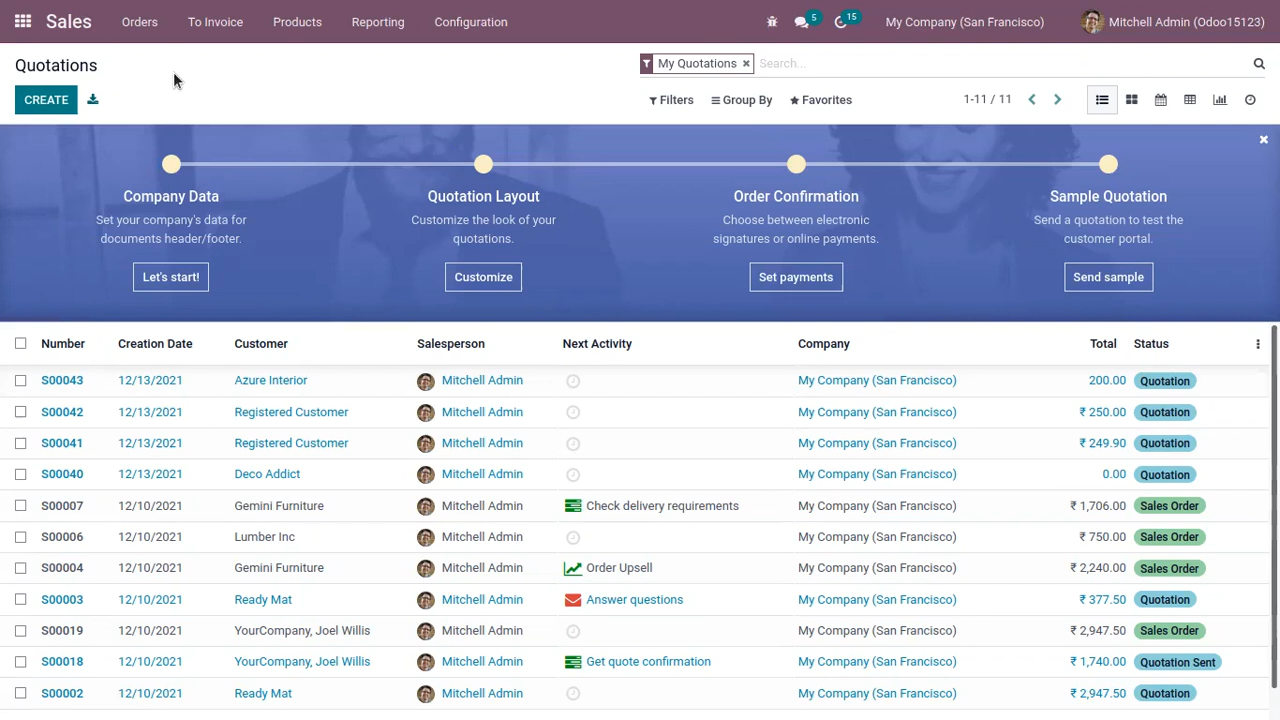 Sales Orders To Invoice Products Reporting Configuration 5 15 My Company (San Francisco) Mitchell Admin (Odoo15123)
Quotations
My Quotations × Search...
CREATE
Filters Group By Favorites 1-11 / 11
Company Data Quotation Layout Order Confirmation Sample Quotation
Set your company's data for Customize the look of your Choose between electronic Send a quotation to test the
documents header/footer. quotations. signatures or online payments. customer portal.
Let's start! Customize Set payments Send sample
Number Creation Date Customer Salesperson Next Activity Company Total Status
S00043 12/13/2021 Azure Interior Mitchell Admin My Company (San Francisco) 200.00 Quotation
S00042 12/13/2021 Registered Customer Mitchell Admin My Company (San Francisco) ₹ 250.00 Quotation
S00041 12/13/2021 Registered Customer Mitchell Admin My Company (San Francisco) ₹ 249.90 Quotation
S00040 12/13/2021 Deco Addict Mitchell Admin My Company (San Francisco) 0.00 Quotation
S00007 12/10/2021 Gemini Furniture Mitchell Admin Check delivery requirements My Company (San Francisco) ₹ 1,706.00 Sales Order
S00006 12/10/2021 Lumber Inc Mitchell Admin My Company (San Francisco) ₹ 750.00 Sales Order
S00004 12/10/2021 Gemini Furniture Mitchell Admin Order Upsell My Company (San Francisco) ₹ 2,240.00 Sales Order
S00003 12/10/2021 Ready Mat Mitchell Admin Answer questions My Company (San Francisco) ₹ 377.50 Quotation
S00019 12/10/2021 YourCompany, Joel Willis Mitchell Admin My Company (San Francisco) ₹ 2,947.50 Sales Order
S00018 12/10/2021 YourCompany, Joel Willis Mitchell Admin Get quote confirmation My Company (San Francisco) ₹ 1,740.00 Quotation Sent
S00002 12/10/2021 Ready Mat Mitchell Admin My Company (San Francisco) ₹ 2,947.50 Quotation